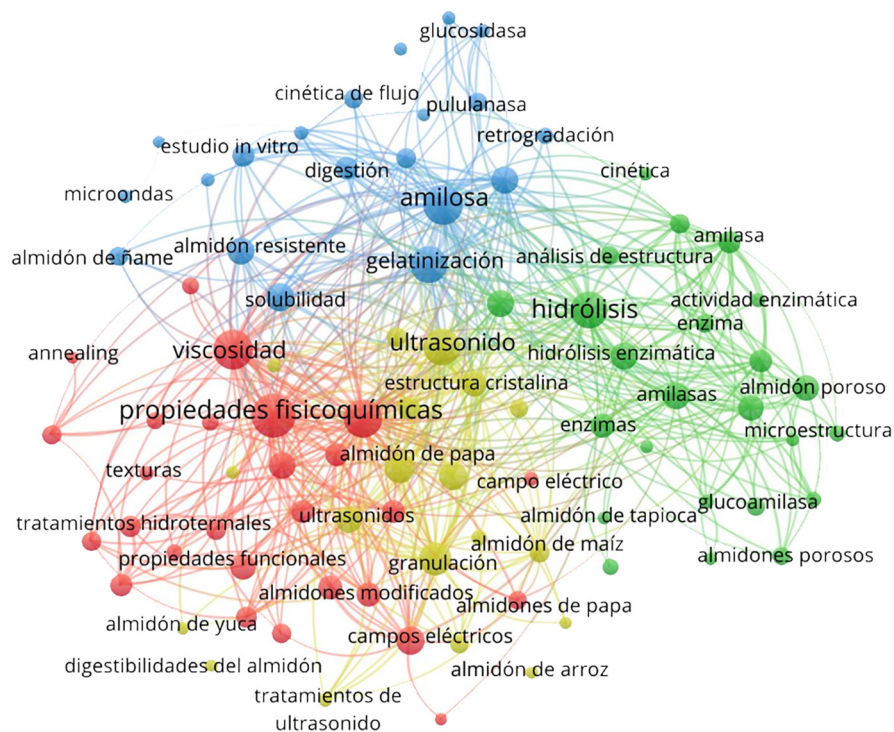 glucosidasa
cinética de flujo
pululanasa
estudio in vitro
retrogradación
digestión
cinética
microondas
amilosa
amilasa
almidón de ñame
almidón resistente
gelatinización
análisis de estructura
solubilidad
actividad enzimática
hidrólisis
enzima
annealing
viscosidad
ultrasonido
hidrólisis enzimática
estructura cristalina
amilasas
almidón poroso
propiedades fisicoquímicas
enzimas
microestructura
almidón de papa
texturas
campo eléctrico
glucoamilasa
tratamientos hidrotermales
ultrasonidos
almidón de tapioca
almidón de maíz
propiedades funcionales
granulación
almidones porosos
almidones modificados
almidones de papa
almidón de yuca
campos eléctricos
digestibilidades del almidón
almidón de arroz
tratamientos de
ultrasonido